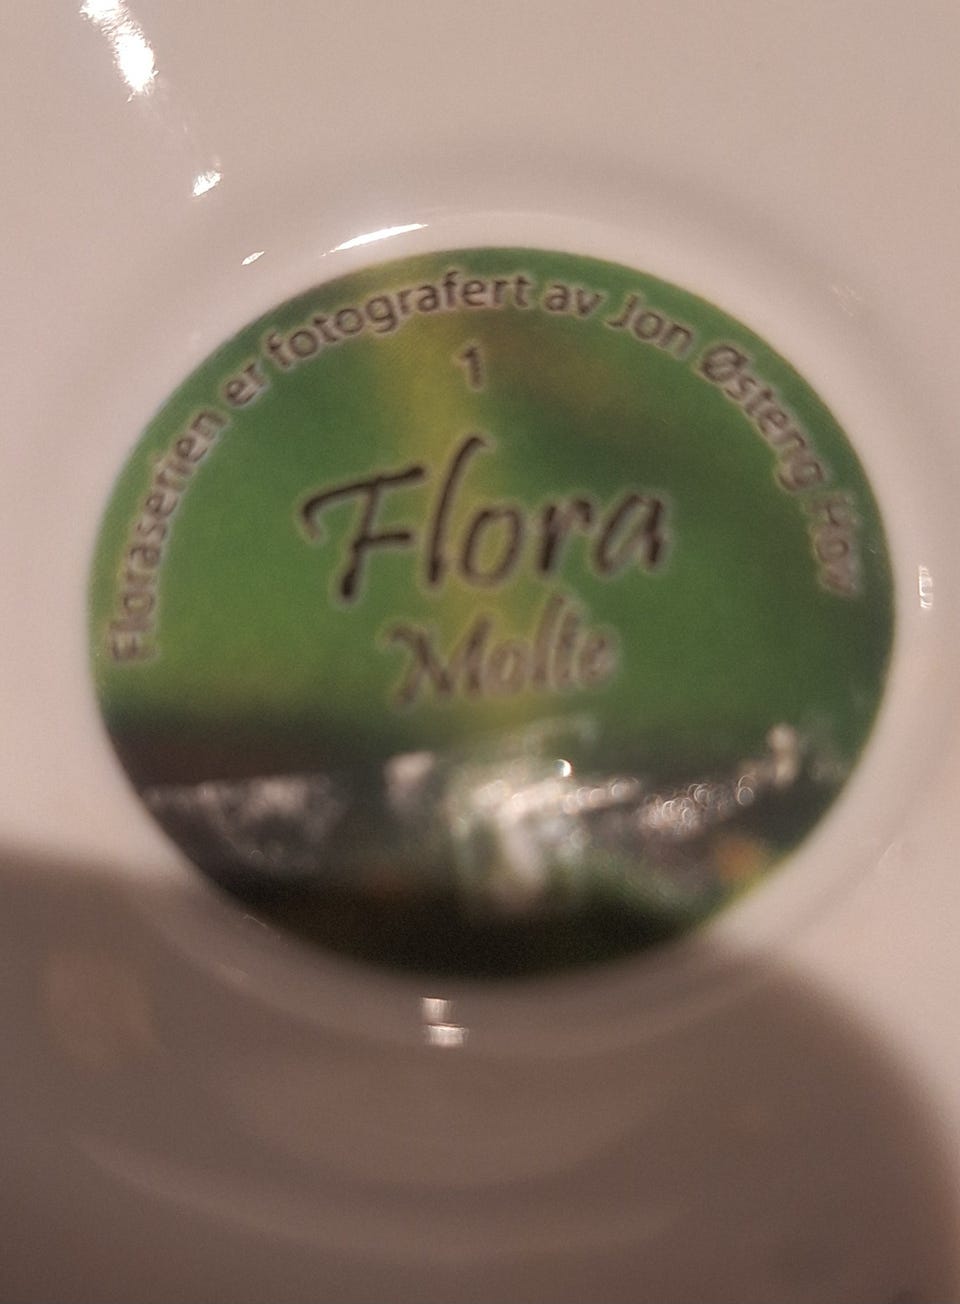 Floraserien er fotografert av Jon Østeng Hov
1
Flora
Molte